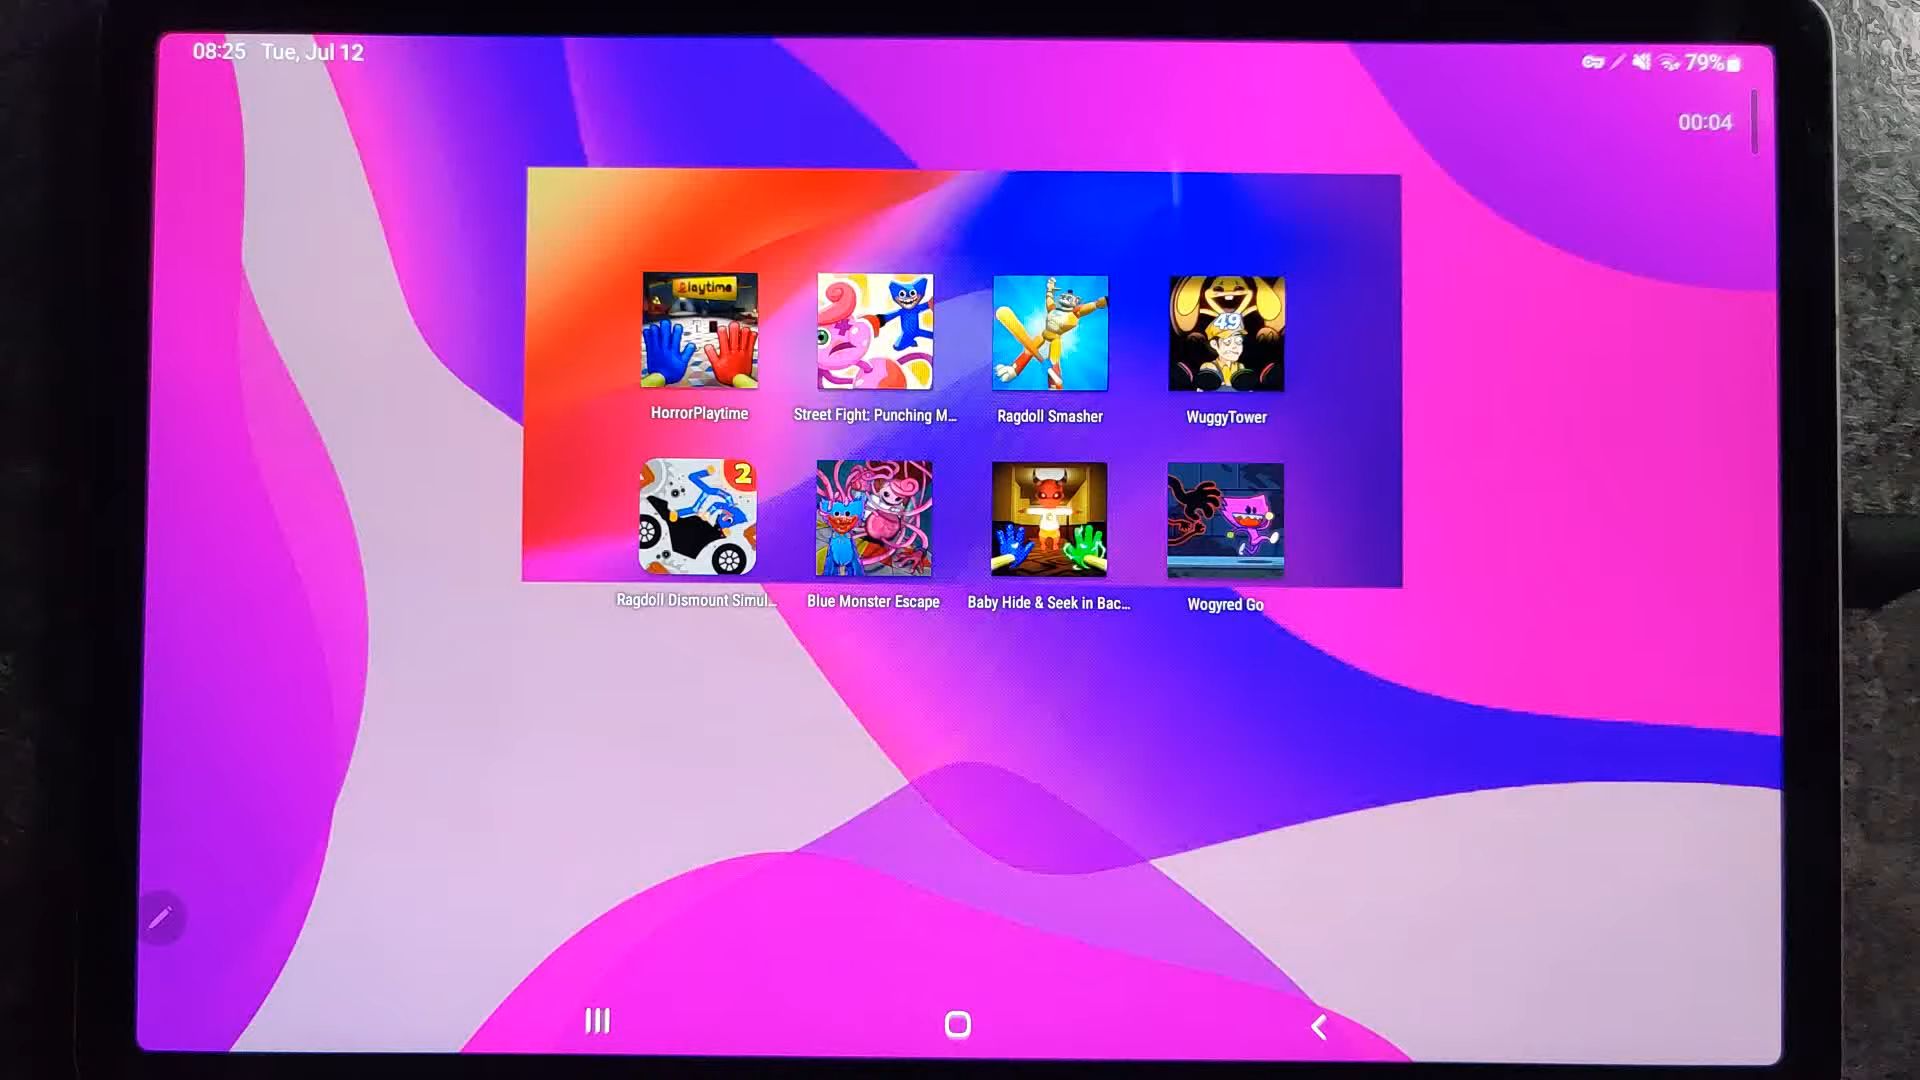 08:25 Tue, Jul 12
79%
00:04
Playtime
49
HorrorPlaytime
Street Fight: Punching M...
Ragdoll Smasher
WuggyTower
2
Ragdoll Dismount Simul...
Blue Monster Escape
Baby Hide & Seek in Bac...
Wogyred Go